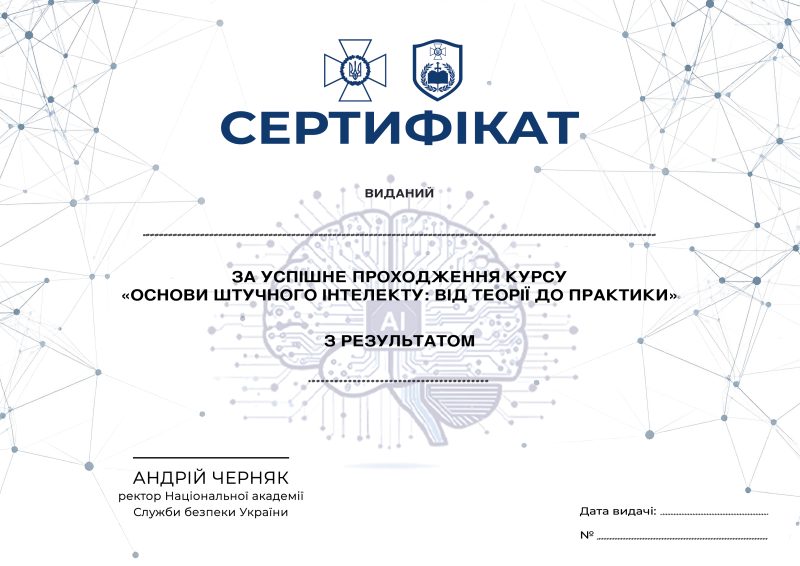 СЕРТИФІКАТ
ВИДАНИЙ
ЗА УСПІШНЕ ПРОХОДЖЕННЯ КУРСУ
«ОСНОВИ ШТУЧНОГО ІНТЕЛЕКТУ: ВІД ТЕОРІЇ ДО ПРАКТИКИ»
AI
З РЕЗУЛЬТАТОМ
АНДРІЙ ЧЕРНЯК
ректор Національної академії
Служби безпеки України
Дата видачі:
№